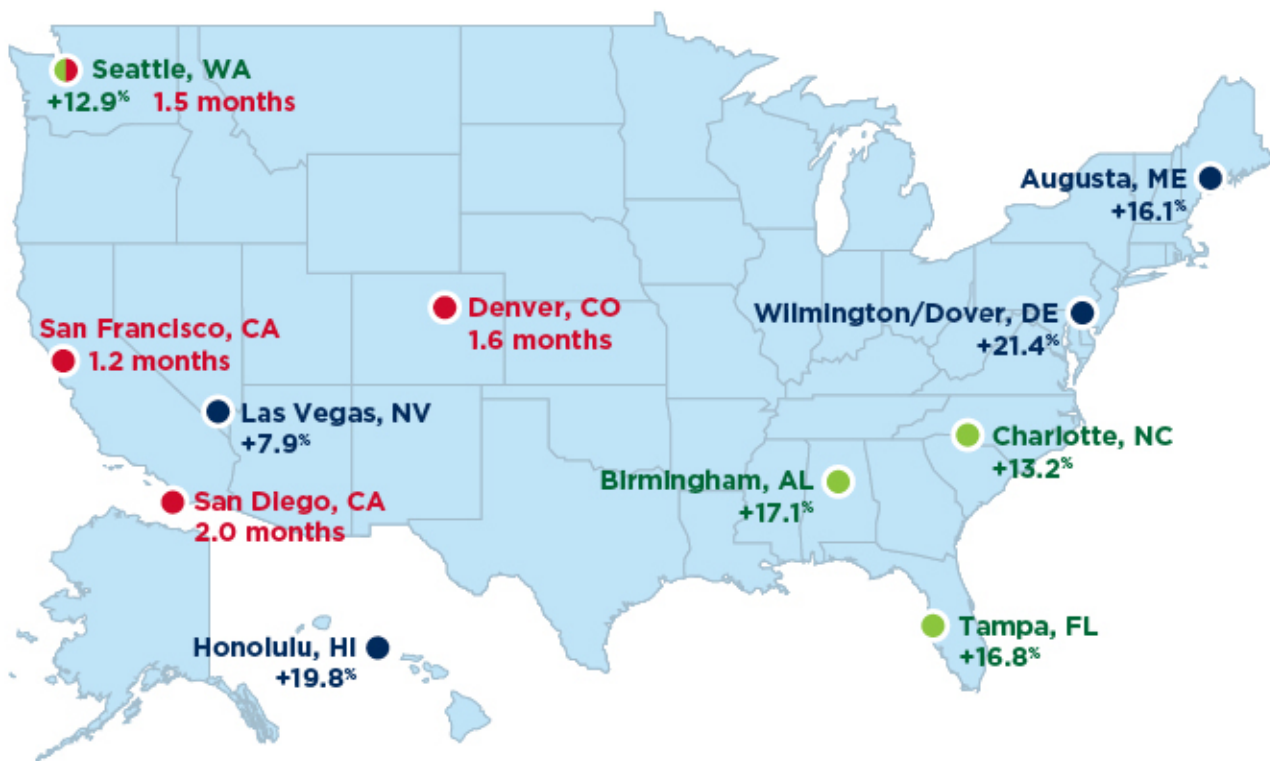 Seattle, WA
+12.9% 1.5 months
Augusta, ME
+16.1%
Denver, CO
1.6 months
Wilmington/Dover, DE
+21.4%
San Francisco, CA
1.2 months
Las Vegas, NV
+7.9%
Charlotte, NC
+13.2%
Birmingham, AL
+17.1%
San Diego, CA
2.0 months
Tampa, FL
+16.8%
Honolulu, HI
+19.8%